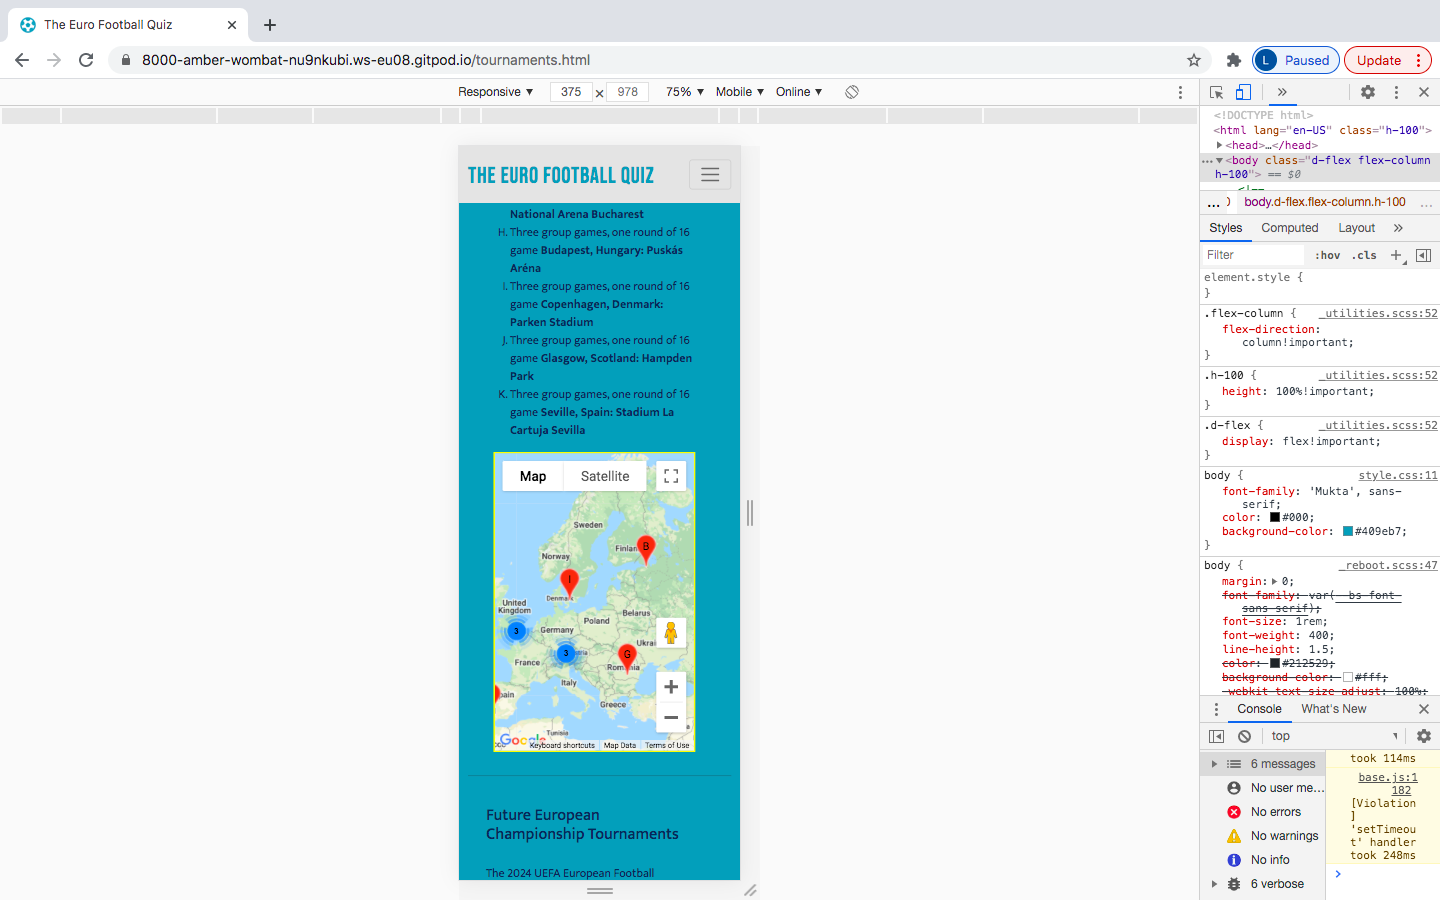 The Euro Football Quiz
8000-amber-wombat-nu9nkubi.ws-eu08.gitpod.io/tournaments.html
L Paused
Update
Responsive ▼ 375 × 978 75% ▼ Mobile ▼ Online ▼
THE EURO FOOTBALL QUIZ
National Arena Bucharest
H. Three group games, one round of 16
game Budapest, Hungary: Puskás
Aréna
I. Three group games, one round of 16
game Copenhagen, Denmark:
Parken Stadium
J. Three group games, one round of 16
game Glasgow, Scotland: Hampden
Park
K. Three group games, one round of 16
game Seville, Spain: Stadium La
Cartuja Sevilla
Map Satellite
Sweden
Finlan
B
Norway
I
Denmark
United
Kingdom
Belarus
3
Poland
Germany
Ukrai
3
France
G
Romania
Italy
Greece
Tunisia
Google
Keyboard shortcuts Map Data Terms of Use
Future European
Championship Tournaments
The 2024 UEFA European Football
<!DOCTYPE html>
<html lang="en-US" class="h-100">
<head>…</head>
<body class="d-flex flex-column
h-100"> == $0
<!--
... body.d-flex.flex-column.h-100 ...
Styles Computed Layout
Filter :hov .cls +
element.style {
}
.flex-column { _utilities.scss:52
flex-direction:
column!important;
}
.h-100 { _utilities.scss:52
height: 100%!important;
}
.d-flex { _utilities.scss:52
display: flex!important;
}
body { style.css:11
font-family: 'Mukta', sans-
serif;
color: #000;
background-color: #409eb7;
}
body { _reboot.scss:47
margin: 0;
font-family: var(--bs-font-
sans-serif);
font-size: 1rem;
font-weight: 400;
line-height: 1.5;
color: #212529;
background-color: #fff;
-webkit-text-size-adjust: 100%;
Console What's New
top
6 messages
No user me...
No errors
No warnings
No info
6 verbose
took 114ms
base.js:1
182
[Violation
]
'setTimeou
t' handler
took 248ms